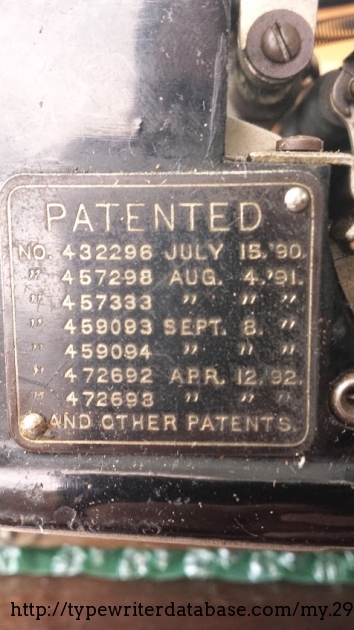 PATENTED
NO. 432296 JULY 15.'90.
" 457298 AUG. 4.'91.
" 457333 " " "
" 459093 SEPT. 8. "
" 459094 " " "
" 472692 APR. 12.'92.
" 472693 " " "
AND OTHER PATENTS.
http://typewriterdatabase.com/my.29